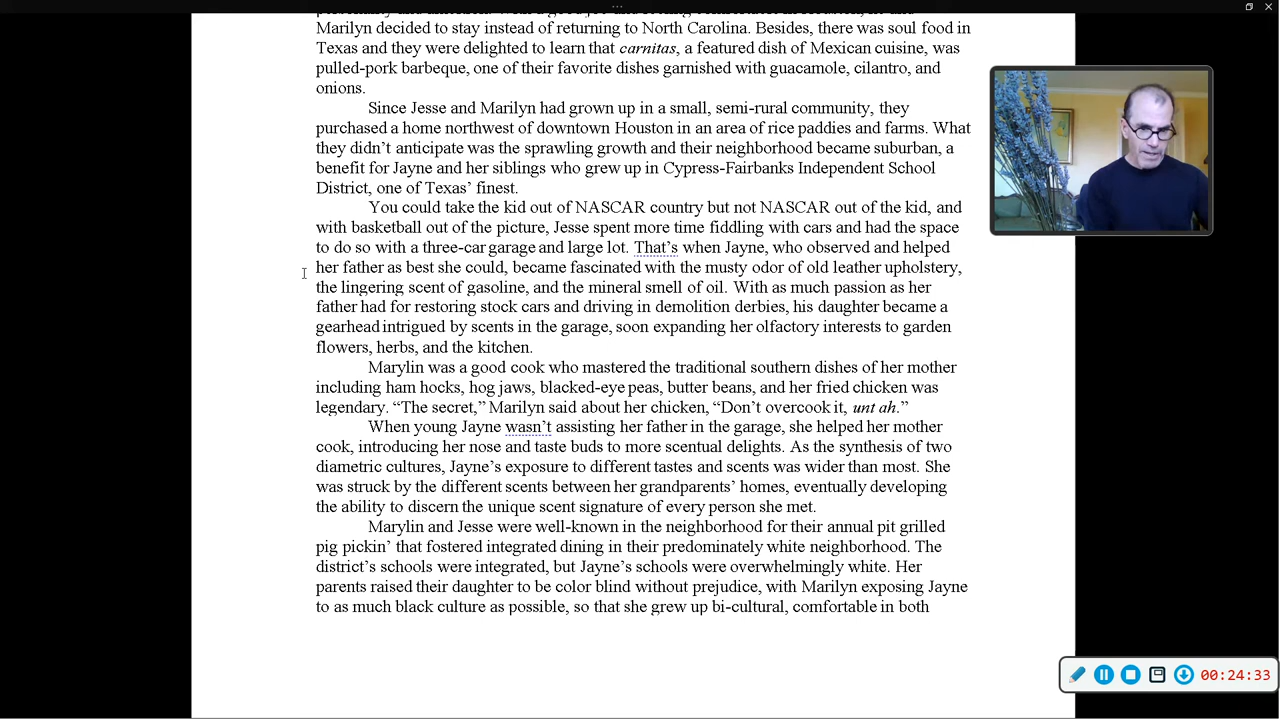 Marilyn decided to stay instead of returning to North Carolina. Besides, there was soul food in
Texas and they were delighted to learn that carnitas, a featured dish of Mexican cuisine, was
pulled-pork barbeque, one of their favorite dishes garnished with guacamole, cilantro, and
onions.
Since Jesse and Marilyn had grown up in a small, semi-rural community, they
purchased a home northwest of downtown Houston in an area of rice paddies and farms. What
they didn’t anticipate was the sprawling growth and their neighborhood became suburban, a
benefit for Jayne and her siblings who grew up in Cypress-Fairbanks Independent School
District, one of Texas’ finest.
You could take the kid out of NASCAR country but not NASCAR out of the kid, and
with basketball out of the picture, Jesse spent more time fiddling with cars and had the space
to do so with a three-car garage and large lot. That’s when Jayne, who observed and helped
her father as best she could, became fascinated with the musty odor of old leather upholstery,
the lingering scent of gasoline, and the mineral smell of oil. With as much passion as her
father had for restoring stock cars and driving in demolition derbies, his daughter became a
gearhead intrigued by scents in the garage, soon expanding her olfactory interests to garden
flowers, herbs, and the kitchen.
Marylin was a good cook who mastered the traditional southern dishes of her mother
including ham hocks, hog jaws, blacked-eye peas, butter beans, and her fried chicken was
legendary. “The secret,” Marilyn said about her chicken, “Don’t overcook it, unt ah.”
When young Jayne wasn’t assisting her father in the garage, she helped her mother
cook, introducing her nose and taste buds to more scentual delights. As the synthesis of two
diametric cultures, Jayne’s exposure to different tastes and scents was wider than most. She
was struck by the different scents between her grandparents’ homes, eventually developing
the ability to discern the unique scent signature of every person she met.
Marylin and Jesse were well-known in the neighborhood for their annual pit grilled
pig pickin’ that fostered integrated dining in their predominately white neighborhood. The
district’s schools were integrated, but Jayne’s schools were overwhelmingly white. Her
parents raised their daughter to be color blind without prejudice, with Marilyn exposing Jayne
to as much black culture as possible, so that she grew up bi-cultural, comfortable in both
00:24:33